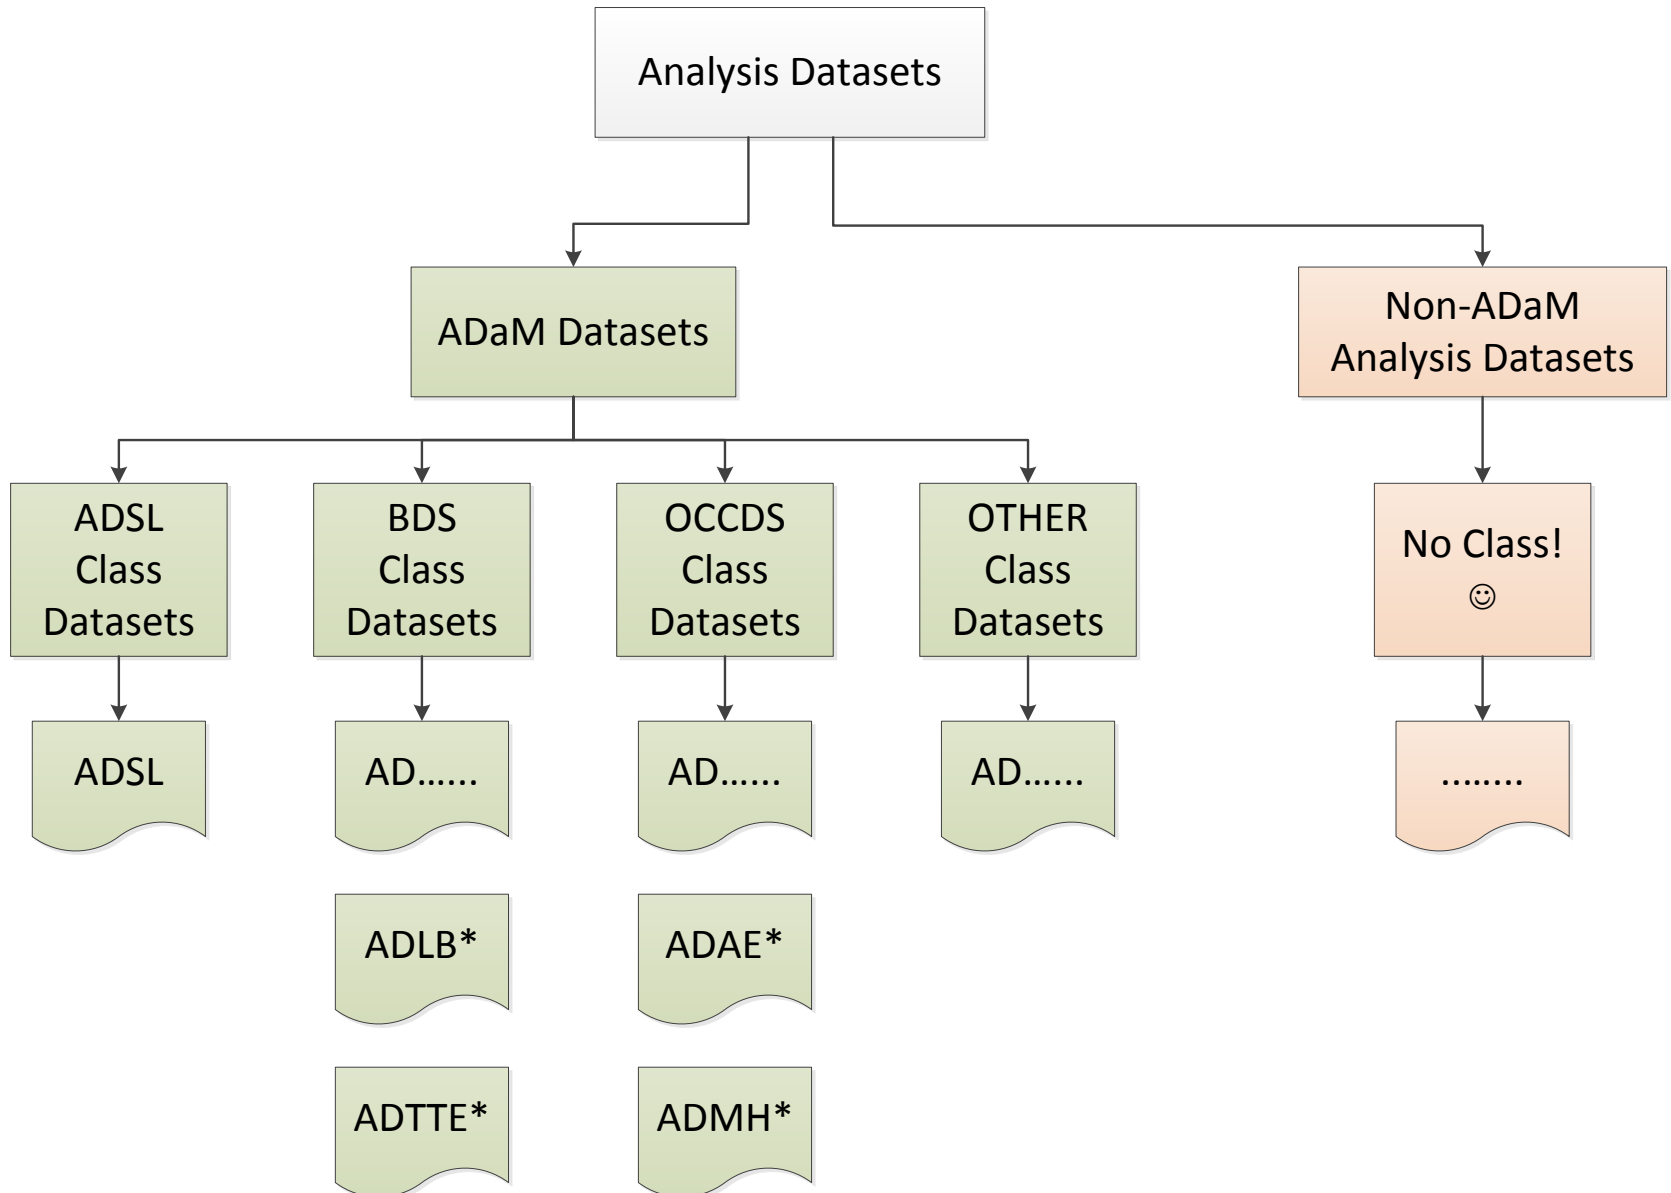 Analysis Datasets
ADaM Datasets
Non-ADaM
Analysis Datasets
ADSL
Class
Datasets
BDS
Class
Datasets
OCCDS
Class
Datasets
OTHER
Class
Datasets
No Class!
☺
ADSL
AD......
AD......
AD......
........
ADLB*
ADAE*
ADTTE*
ADMH*